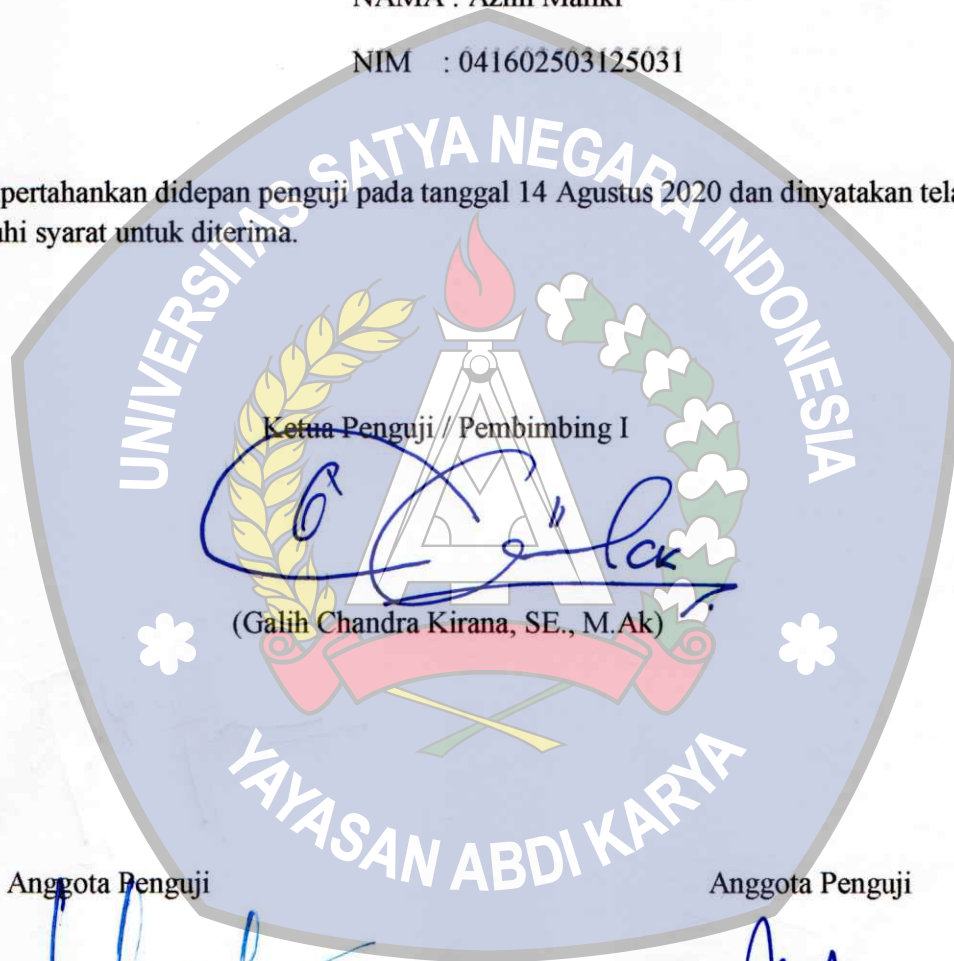 NIM : 041602503125031
pertahankan didepan penguji pada tanggal 14 Agustus 2020 dan dinyatakan tela
hi syarat untuk diterima.
UNIVERSITAS SATYA NEGARA INDONESIA
Ketua Penguji / Pembimbing I
(Galih Chandra Kirana, SE., M.Ak)
YAYASAN ABDI KARYA
Anggota Penguji
Anggota Penguji